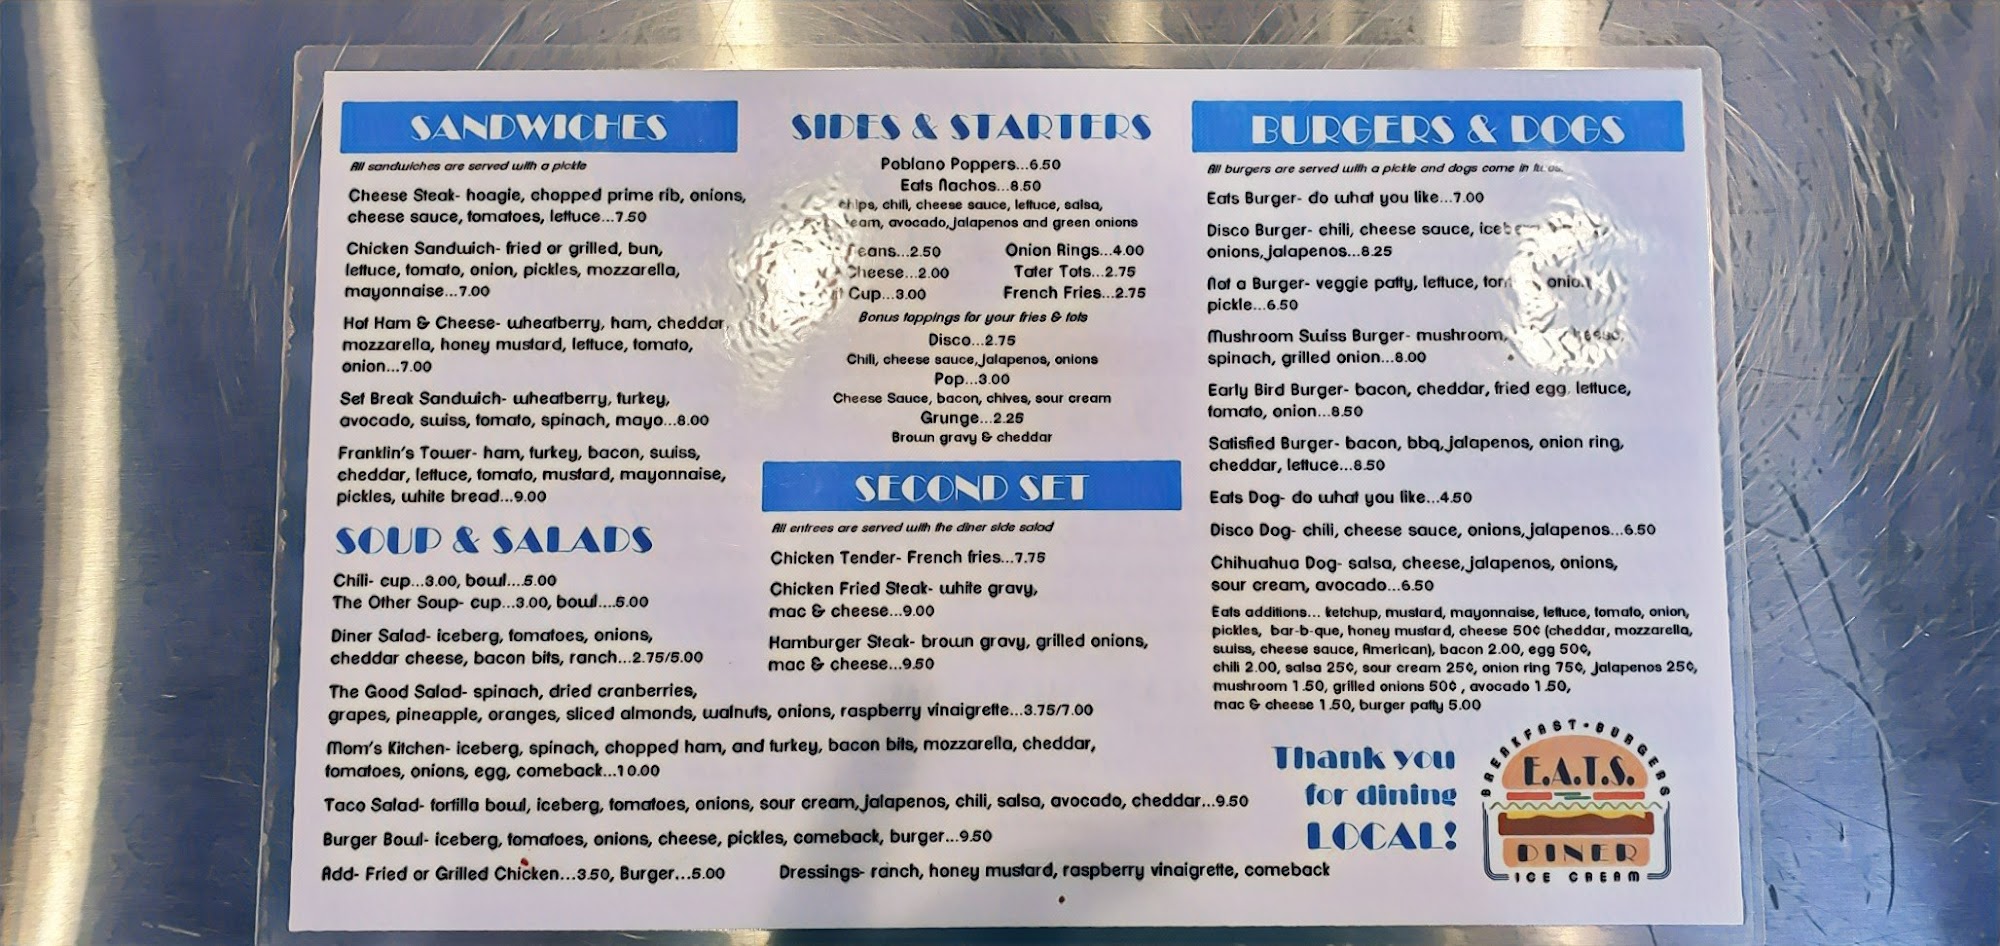 SANDWICHES
All sandwiches are served with a pickle
Cheese Steak- hoagie, chopped prime rib, onions,
cheese sauce, tomatoes, lettuce...7.50
Chicken Sandwich- fried or grilled, bun,
lettuce, tomato, onion, pickles, mozzarella,
mayonnaise...7.00
Hot Ham & Cheese- wheatberry, ham, cheddar,
mozzarella, honey mustard, lettuce, tomato,
onion...7.00
Set Break Sandwich- wheatberry, turkey,
avocado, swiss, tomato, spinach, mayo...8.00
Franklin's Tower- ham, turkey, bacon, swiss,
cheddar, lettuce, tomato, mustard, mayonnaise,
pickles, white bread...9.00
SOUP & SALADS
Chili- cup...3.00, bowl....5.00
The Other Soup- cup...3.00, bowl....5.00
Diner Salad- iceberg, tomatoes, onions,
cheddar cheese, bacon bits, ranch...2.75/5.00
The Good Salad- spinach, dried cranberries,
grapes, pineapple, oranges, sliced almonds, walnuts, onions, raspberry vinaigrette...3.75/7.00
Mom's Kitchen- iceberg, spinach, chopped ham, and turkey, bacon bits, mozzarella, cheddar,
tomatoes, onions, egg, comeback...10.00
Taco Salad- tortilla bowl, iceberg, tomatoes, onions, sour cream, jalapenos, chili, salsa, avocado, cheddar...9.50
Burger Bowl- iceberg, tomatoes, onions, cheese, pickles, comeback, burger...9.50
Add- Fried or Grilled Chicken...3.50, Burger...5.00
Dressings- ranch, honey mustard, raspberry vinaigrette, comeback
SIDES & STARTERS
Poblano Poppers...6.50
Eats Nachos...8.50
chips, chili, cheese sauce, lettuce, salsa,
avocado, jalapenos and green onions
...2.50
Onion Rings...4.00
Cheese...2.00
Tater Tots...2.75
Cup...3.00
French Fries...2.75
Bonus toppings for your fries & tots
Disco...2.75
Chili, cheese sauce, jalapenos, onions
Pop...3.00
Cheese Sauce, bacon, chives, sour cream
Grunge...2.25
Brown gravy & cheddar
SECOND SET
All entrees are served with the diner side salad
Chicken Tender- French fries...7.75
Chicken Fried Steak- white gravy,
mac & cheese...9.00
Hamburger Steak- brown gravy, grilled onions,
mac & cheese...9.50
BURGERS & DOGS
All burgers are served with a pickle and dogs come in
Eats Burger- do what you like...7.00
Disco Burger- chili, cheese sauce,
onions, jalapenos...8.25
Not a Burger- veggie patty, lettuce, onion,
pickle...6.50
Mushroom Swiss Burger- mushroom, cheese,
spinach, grilled onion...8.00
Early Bird Burger- bacon, cheddar, fried egg, lettuce,
tomato, onion...8.50
Satisfied Burger- bacon, bbq, jalapenos, onion ring,
cheddar, lettuce...8.50
Eats Dog- do what you like...4.50
Disco Dog- chili, cheese sauce, onions, jalapenos...6.50
Chihuahua Dog- salsa, cheese, jalapenos, onions,
sour cream, avocado...6.50
Eats additions... ketchup, mustard, mayonnaise, lettuce, tomato, onion,
pickles, bar-b-que, honey mustard, cheese 50¢ (cheddar, mozzarella,
swiss, cheese sauce, American), bacon 2.00, egg 50¢,
chili 2.00, salsa 25¢, sour cream 25¢, onion ring 75¢, jalapenos 25¢,
mushroom 1.50, grilled onions 50¢ , avocado 1.50,
mac & cheese 1.50, burger patty 5.00
Thank you
for dining
LOCAL!
BREAKFAST • BURGERS
E.A.T.S.
DINER
ICE CREAM